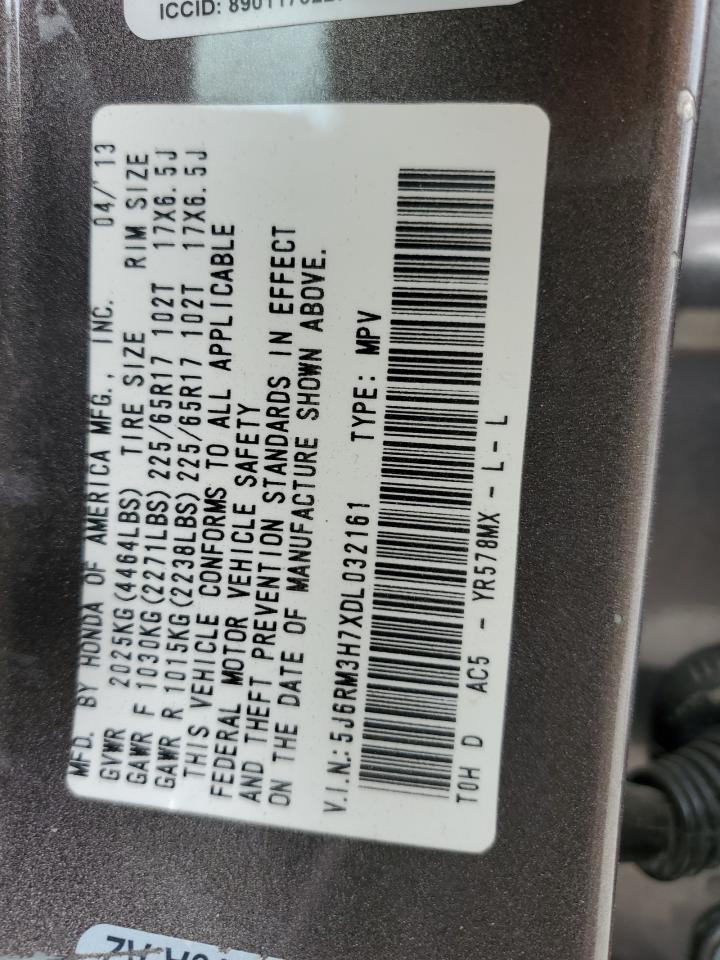 ICCID:
MFD. BY HONDA OF AMERICA MFG., INC. 04/'13
GVWR 2025KG(4464LBS) TIRE SIZE RIM SIZE
GAWR F 1030KG(2271LBS) 225/65R17 102T 17X6.5J
GAWR R 1015KG(2238LBS) 225/65R17 102T 17X6.5J
THIS VEHICLE CONFORMS TO ALL APPLICABLE
FEDERAL MOTOR VEHICLE SAFETY
AND THEFT PREVENTION STANDARDS IN EFFECT
ON THE DATE OF MANUFACTURE SHOWN ABOVE.
V.I.N.: 5J6RM3H7XDL032161 TYPE: MPV
TOH D AC5 - YR578MX - L - L